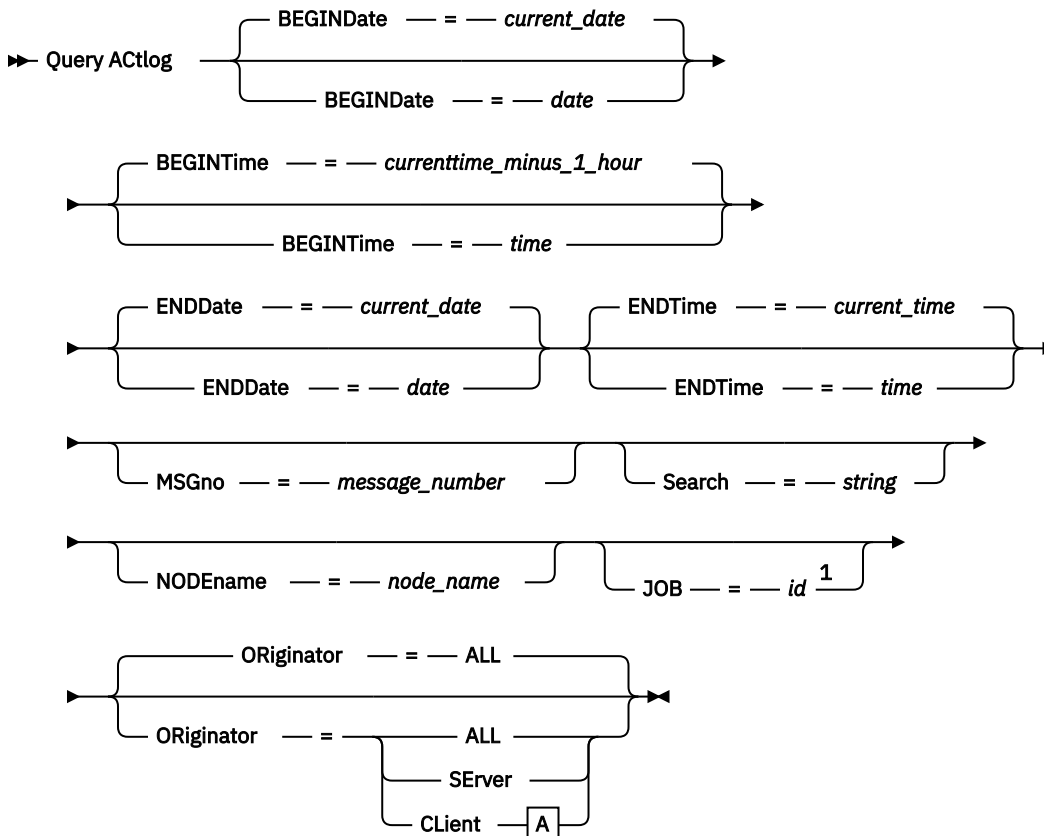 BEGINDate = current_date
Query ACtlog
BEGINDate = date
BEGINTime = currenttime_minus_1_hour
BEGINTime = time
ENDDate = current_date ENDTime = current_time
ENDDate = date ENDTime = time
MSGno = message_number Search = string
NODEname = node_name JOB = id 1
ORiginator = ALL
ORiginator = ALL
SErver
CLient A